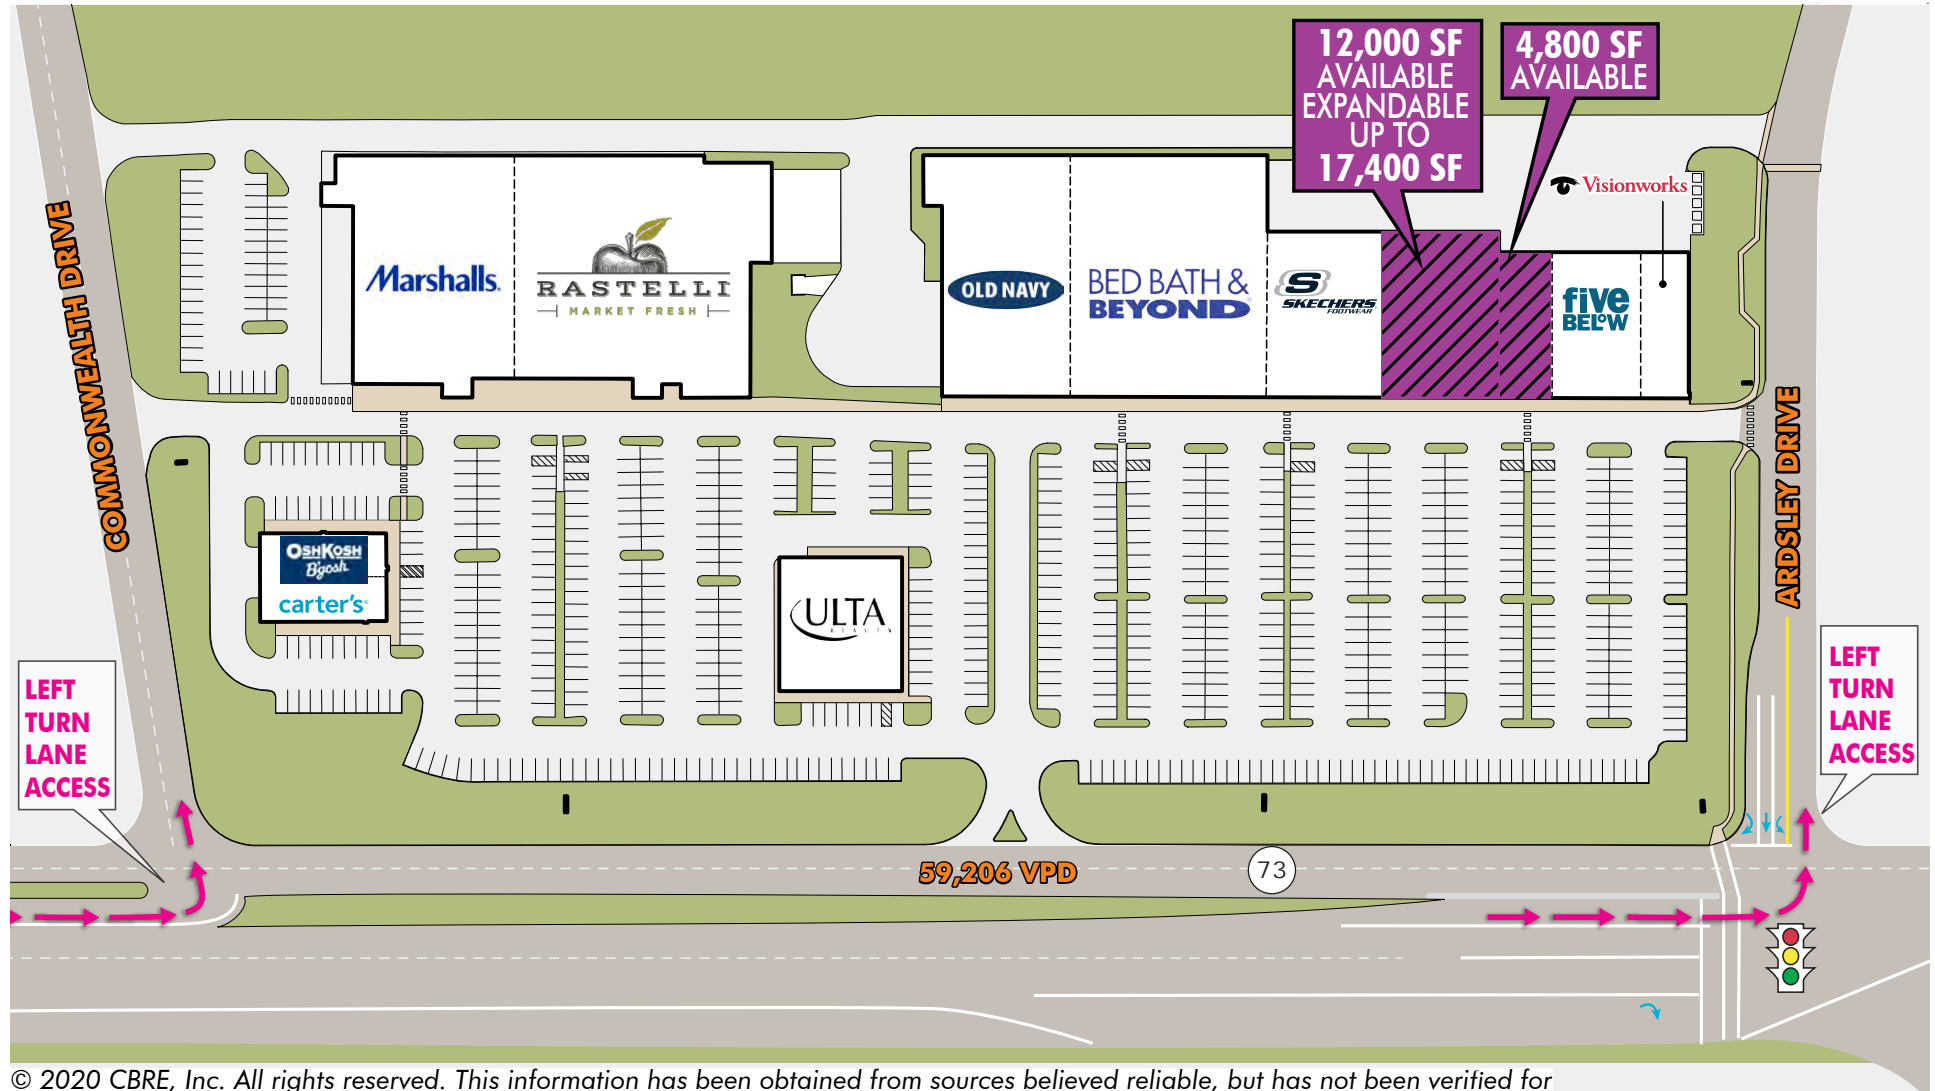 12,000 SF
AVAILABLE
EXPANDABLE
UP TO
17,400 SF
4,800 SF
AVAILABLE
Visionworks
COMMONWEALTH DRIVE
Marshalls
RASTELLI
MARKET FRESH
OLD NAVY
BED BATH &
BEYOND
S
SKECHERS
FOOTWEAR
five
BELOW
ARDSLEY DRIVE
OSHKOSH
B'gosh
carter's
ULTA
BEAUTY
LEFT
TURN
LANE
ACCESS
LEFT
TURN
LANE
ACCESS
59,206 VPD
73
© 2020 CBRE, Inc. All rights reserved. This information has been obtained from sources believed reliable, but has not been verified for